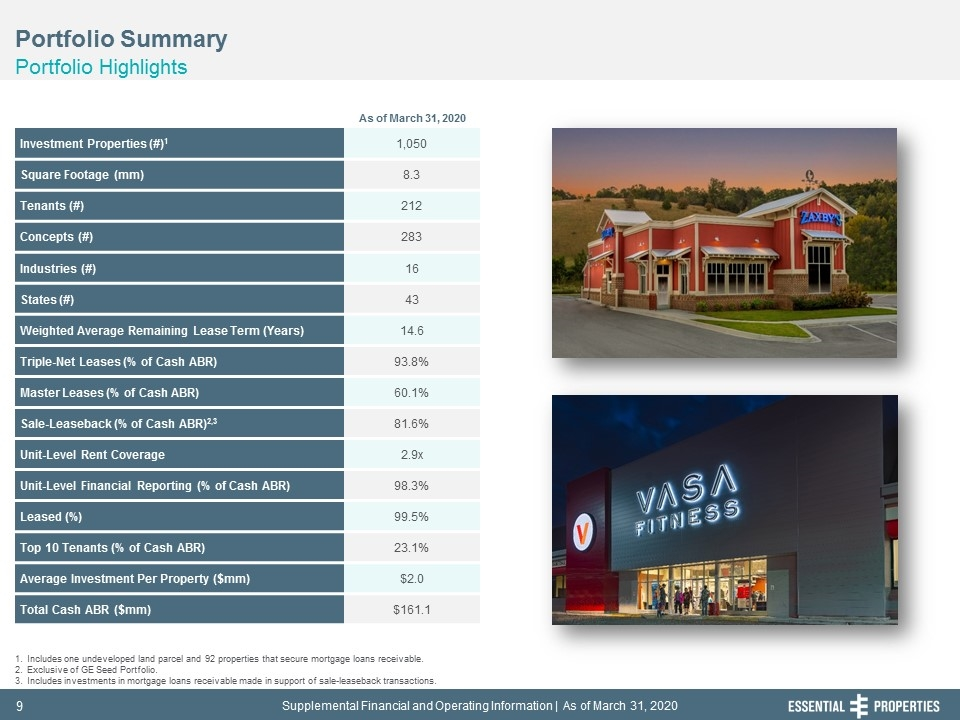 Portfolio Summary
Portfolio Highlights
As of March 31, 2020
Investment Properties (#)1 1,050
Square Footage (mm) 8.3
Tenants (#) 212
Concepts (#) 283
Industries (#) 16
States (#) 43
Weighted Average Remaining Lease Term (Years) 14.6
Triple-Net Leases (% of Cash ABR) 93.8%
Master Leases (% of Cash ABR) 60.1%
Sale-Leaseback (% of Cash ABR)2,3 81.6%
Unit-Level Rent Coverage 2.9x
Unit-Level Financial Reporting (% of Cash ABR) 98.3%
Leased (%) 99.5%
Top 10 Tenants (% of Cash ABR) 23.1%
Average Investment Per Property ($mm) $2.0
Total Cash ABR ($mm) $161.1
ZAXBY'S
VASA
FITNESS
V
1. Includes one undeveloped land parcel and 92 properties that secure mortgage loans receivable.
2. Exclusive of GE Seed Portfolio.
3. Includes investments in mortgage loans receivable made in support of sale-leaseback transactions.
9
Supplemental Financial and Operating Information | As of March 31, 2020
ESSENTIAL PROPERTIES